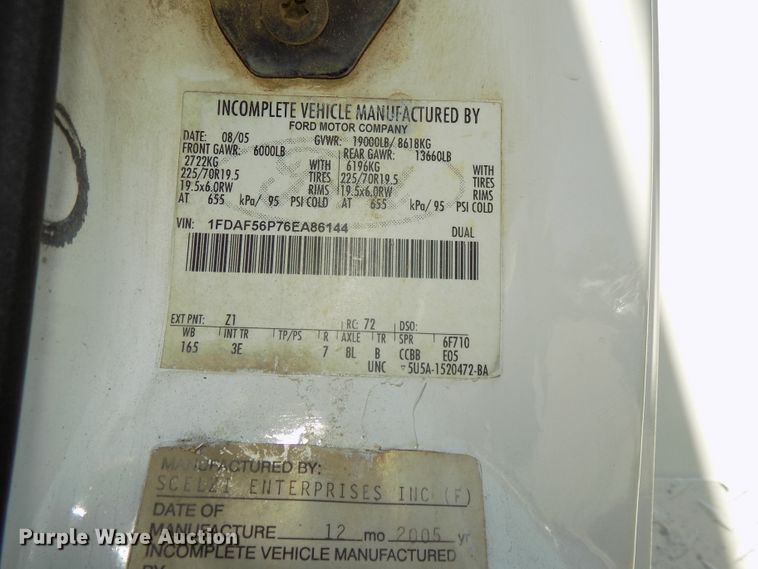 INCOMPLETE VEHICLE MANUFACTURED BY
FORD MOTOR COMPANY
DATE: 08/05 GVWR: 19000LB/ 8618KG
FRONT GAWR: 6000LB REAR GAWR: 13660LB
2722KG WITH 6196KG WITH
225/70R19.5 TIRES 225/70R19.5 TIRES
19.5x6.0RW RIMS 19.5x6.0RW RIMS
AT 655 kPa/ 95 PSI COLD AT 655 kPa/ 95 PSI COLD
VIN: 1FDAF56P76EA86144 DUAL
EXT PNT: Z1 RC: 72 DSO:
WB INT TR TP/PS R AXLE TR SPR 6F710
165 3E 7 8L B CCBB E05
UNC 5U5A-1520472-BA
MANUFACTURED BY:
SCELZI ENTERPRISES INC (F)
DATE OF
MANUFACTURE 12 mo 2005 yr
INCOMPLETE VEHICLE MANUFACTURED
BY
Purple Wave Auction